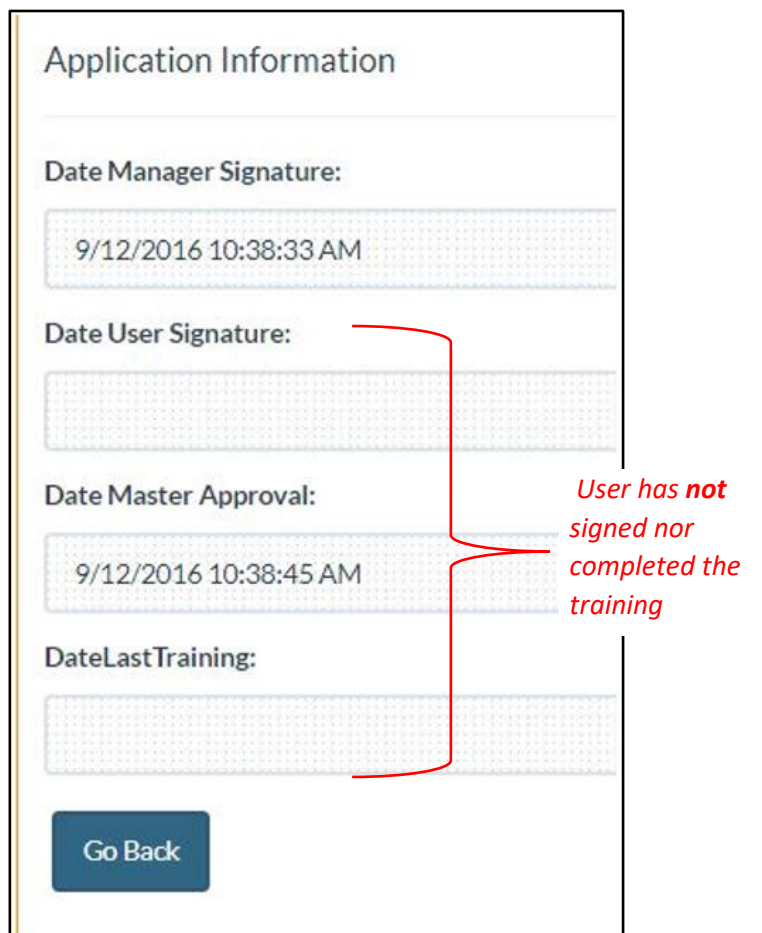 Application Information
Date Manager Signature:
9/12/2016 10:38:33 AM
Date User Signature:
Date Master Approval:
9/12/2016 10:38:45 AM
DateLastTraining:
Go Back
User has not
signed nor
completed the
training